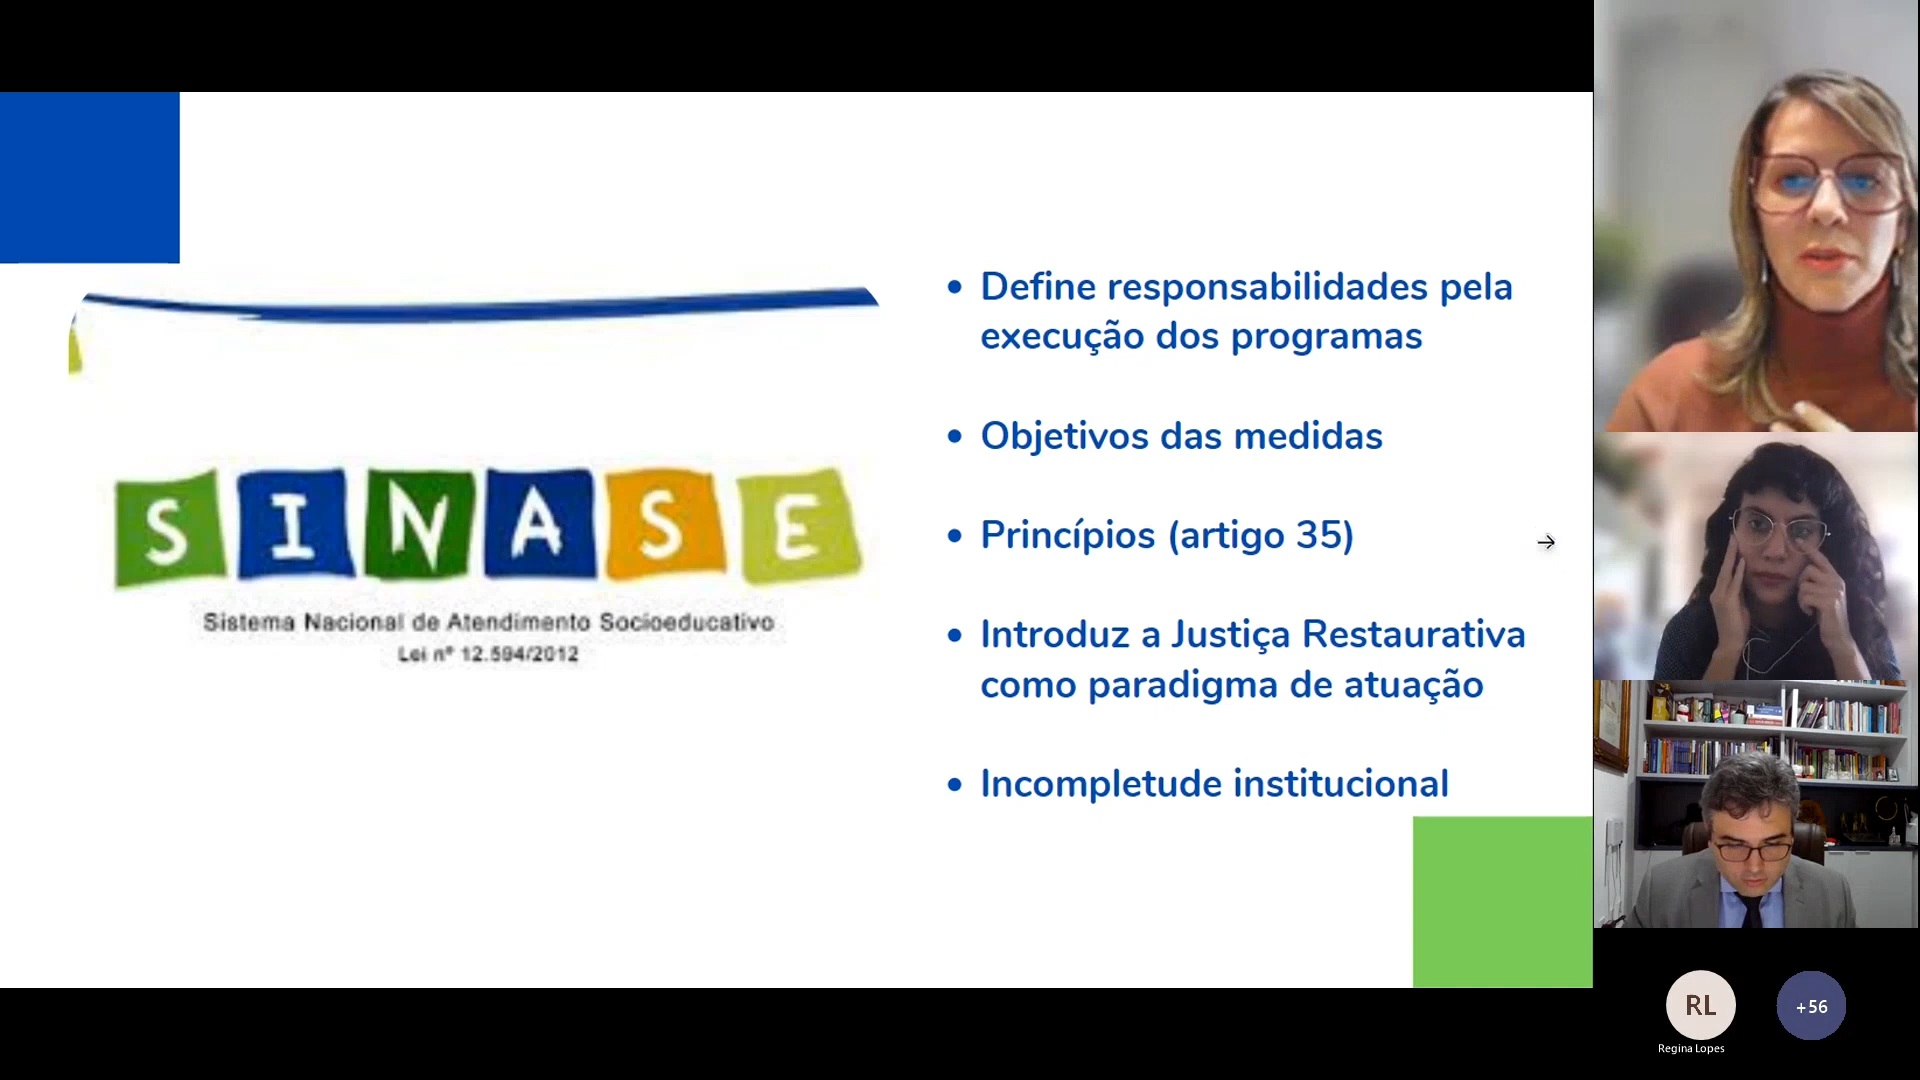 SINASE
Sistema Nacional de Atendimento Socioeducativo
Lei nº 12.594/2012
• Define responsabilidades pela
execução dos programas
• Objetivos das medidas
• Princípios (artigo 35)
• Introduz a Justiça Restaurativa
como paradigma de atuação
• Incompletude institucional
RL
Regina Lopes
+56